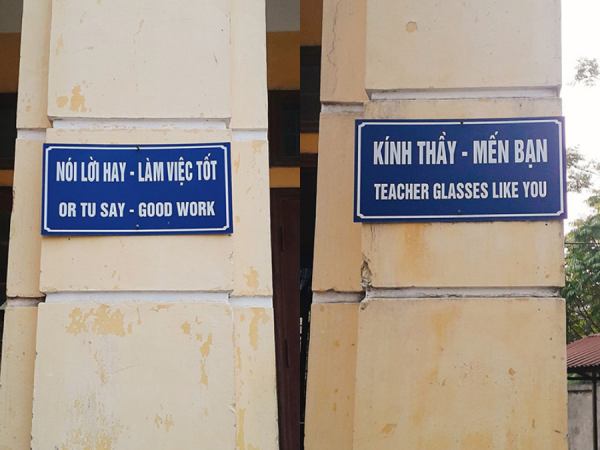 NÓI LỜI HAY - LÀM VIỆC TỐT
OR TU SAY - GOOD WORK
KÍNH THẦY - MẾN BẠN
TEACHER GLASSES LIKE YOU